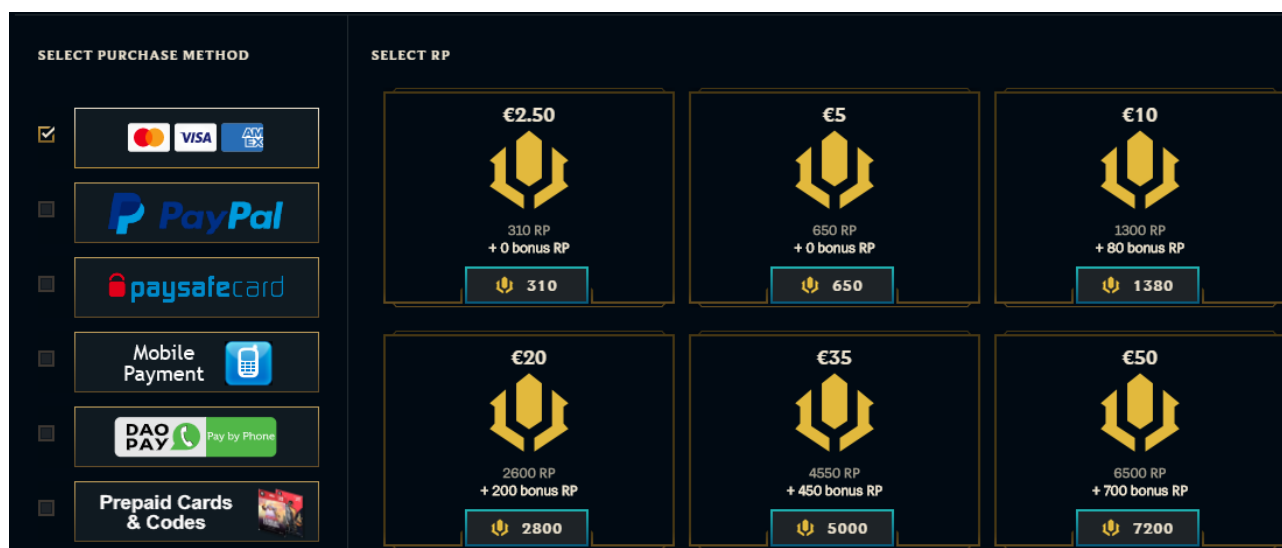 SELECT PURCHASE METHOD
VISA
AM
EX
PayPal
paysafecard
Mobile
Payment
DAO
PAY
Pay by Phone
Prepaid Cards
& Codes
SELECT RP
€2.50
310 RP
+ 0 bonus RP
310
€5
650 RP
+ 0 bonus RP
650
€10
1300 RP
+ 80 bonus RP
1380
€20
2600 RP
+ 200 bonus RP
2800
€35
4550 RP
+ 450 bonus RP
5000
€50
6500 RP
+ 700 bonus RP
7200